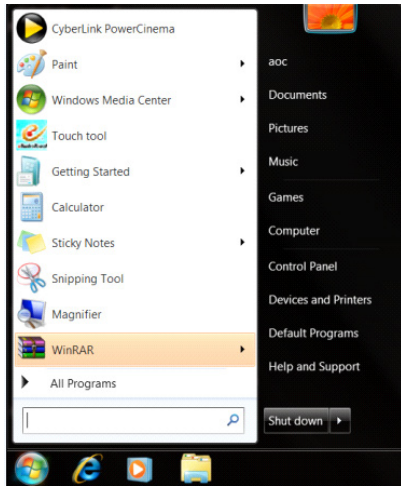 CyberLink PowerCinema
Paint
Windows Media Center
Touch tool
Getting Started
Calculator
Sticky Notes
Snipping Tool
Magnifier
WinRAR
All Programs
aoc
Documents
Pictures
Music
Games
Computer
Control Panel
Devices and Printers
Default Programs
Help and Support
Shut down